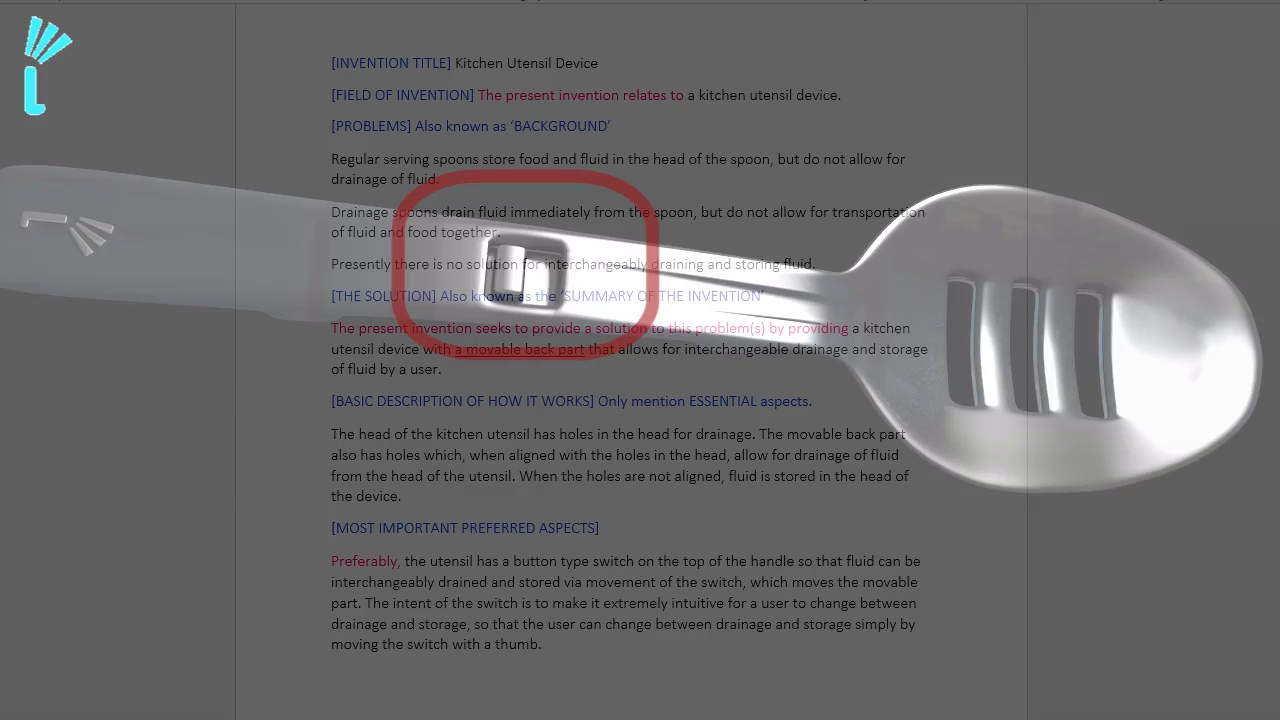 [INVENTION TITLE] Kitchen Utensil Device
[FIELD OF INVENTION] The present invention relates to a kitchen utensil device.
[PROBLEMS] Also known as ‘BACKGROUND’
Regular serving spoons store food and fluid in the head of the spoon, but do not allow for
drainage of fluid.
Drainage spoons drain fluid immediately from the spoon, but do not allow for transportation
of fluid and food together.
Presently there is no solution for interchangeably draining and storing fluid.
[THE SOLUTION] Also known as the ‘SUMMARY OF THE INVENTION’
The present invention seeks to provide a solution to this problem(s) by providing a kitchen
utensil device with a movable back part that allows for interchangeable drainage and storage
of fluid by a user.
[BASIC DESCRIPTION OF HOW IT WORKS] Only mention ESSENTIAL aspects.
The head of the kitchen utensil has holes in the head for drainage. The movable back part
also has holes which, when aligned with the holes in the head, allow for drainage of fluid
from the head of the utensil. When the holes are not aligned, fluid is stored in the head of
the device.
[MOST IMPORTANT PREFERRED ASPECTS]
Preferably, the utensil has a button type switch on the top of the handle so that fluid can be
interchangeably drained and stored via movement of the switch, which moves the movable
part. The intent of the switch is to make it extremely intuitive for a user to change between
drainage and storage, so that the user can change between drainage and storage simply by
moving the switch with a thumb.